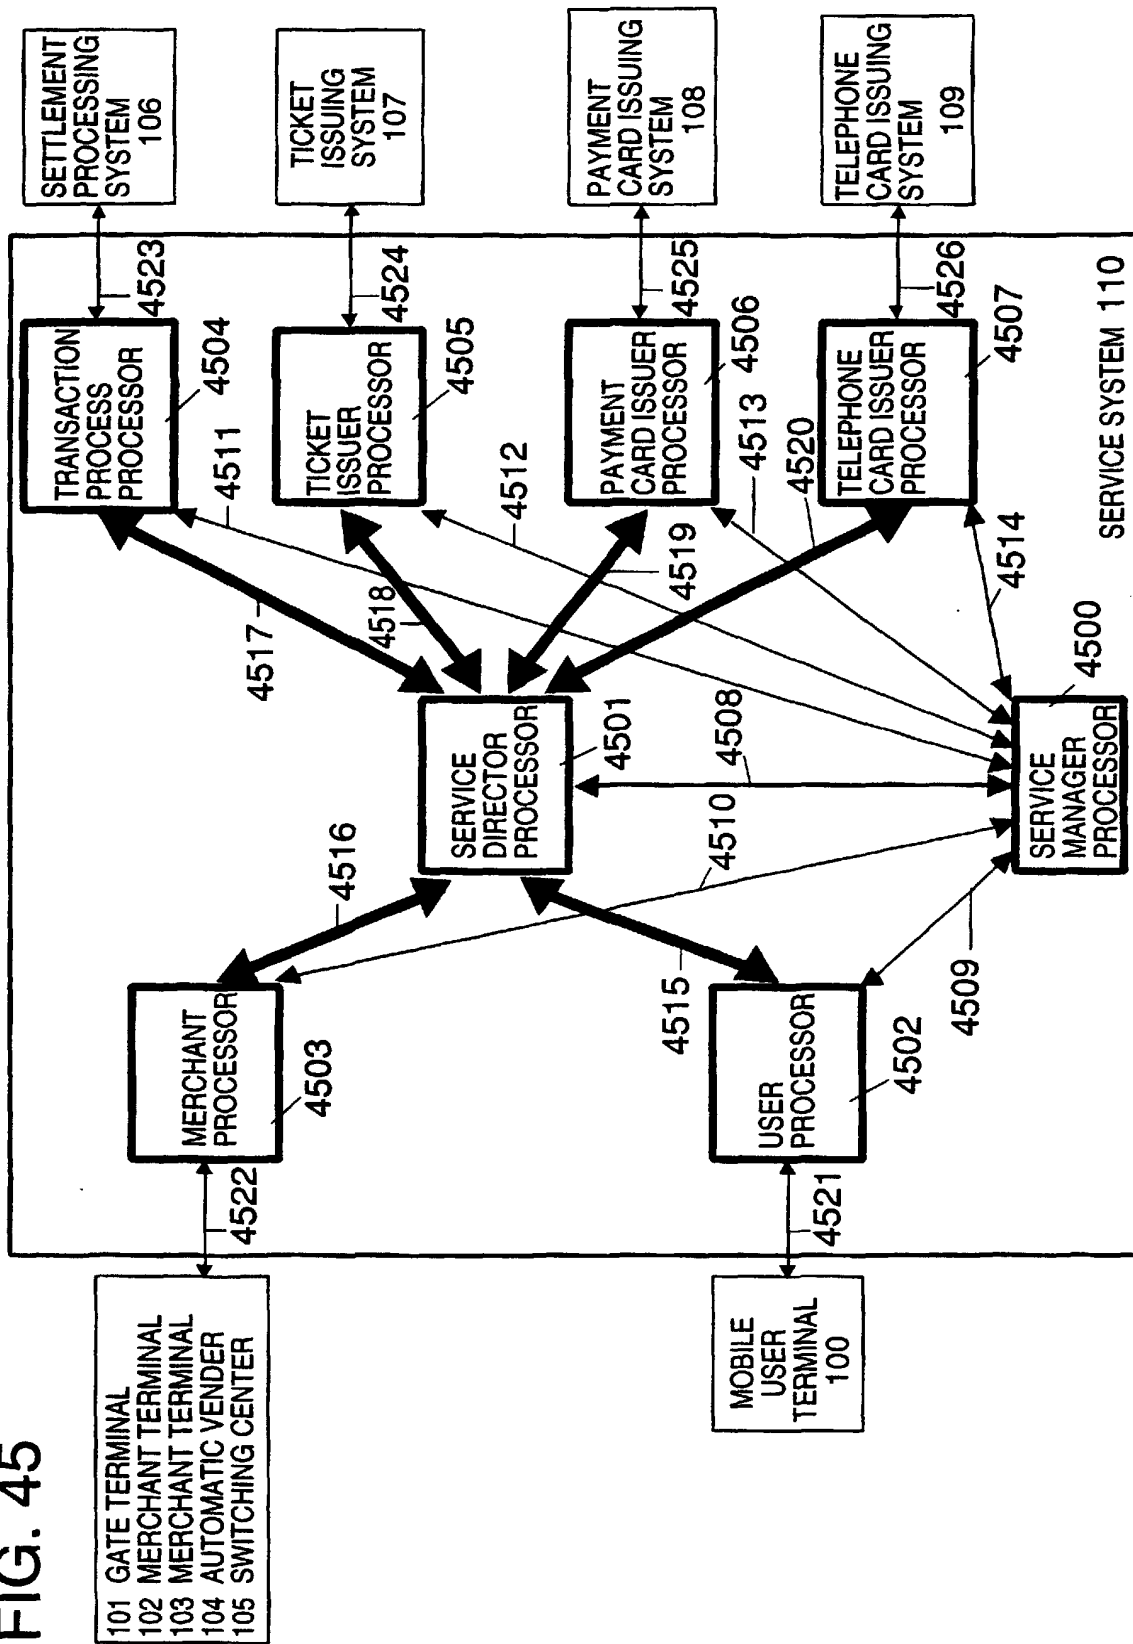 FIG. 45
101 GATE TERMINAL
102 MERCHANT TERMINAL
103 MERCHANT TERMINAL
104 AUTOMATIC VENDER
105 SWITCHING CENTER
4522
MERCHANT
PROCESSOR
4503
4516
4517
TRANSACTION
PROCESS
PROCESSOR
4504
4523
SETTLEMENT
PROCESSING
SYSTEM
106
4511
4518
TICKET
ISSUER
PROCESSOR
4505
4524
TICKET
ISSUING
SYSTEM
107
SERVICE
DIRECTOR
PROCESSOR
4501
4512
4519
PAYMENT
CARD ISSUER
PROCESSOR
4506
4525
PAYMENT
CARD ISSUING
SYSTEM
108
MOBILE
USER
TERMINAL
100
4521
USER
PROCESSOR
4502
4515
4510
4508
4513
4520
TELEPHONE
CARD ISSUER
PROCESSOR
4507
4526
TELEPHONE
CARD ISSUING
SYSTEM
109
4509
SERVICE
MANAGER
PROCESSOR
4500
4514
SERVICE SYSTEM 110